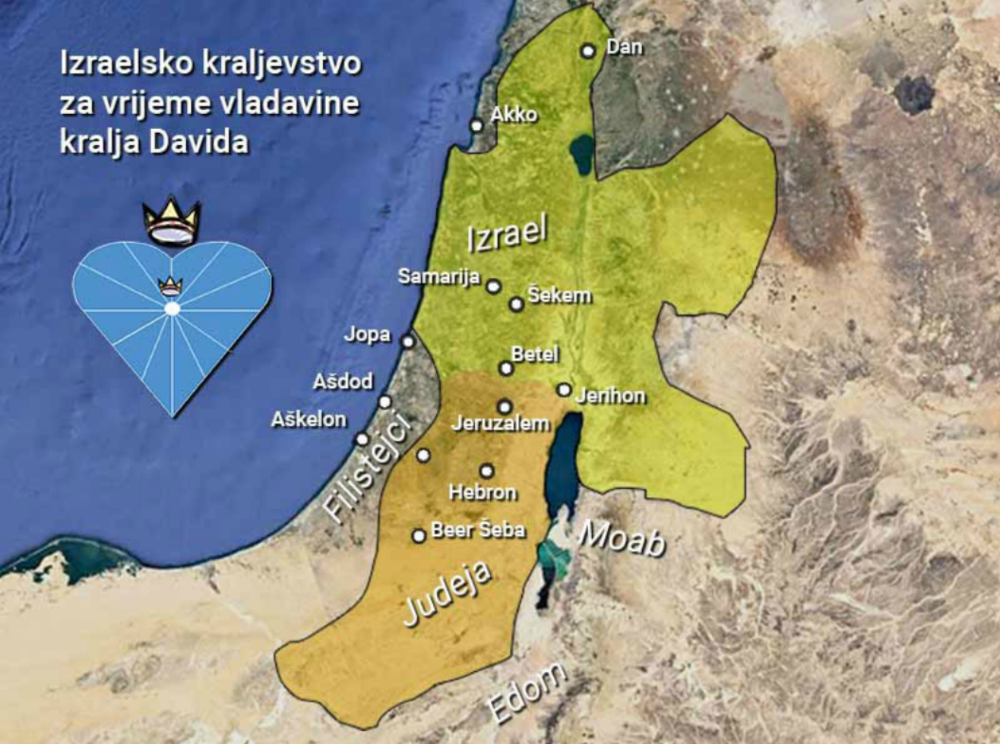 Izraelsko kraljevstvo
za vrijeme vladavine
kralja Davida
Dan
Akko
Izrael
Samarija
Šekem
Jopa
Betel
Ašdod
Jerihon
Aškelon
Jeruzalem
Filistejci
Hebron
Beer Šeba
Moab
Judeja
Edom